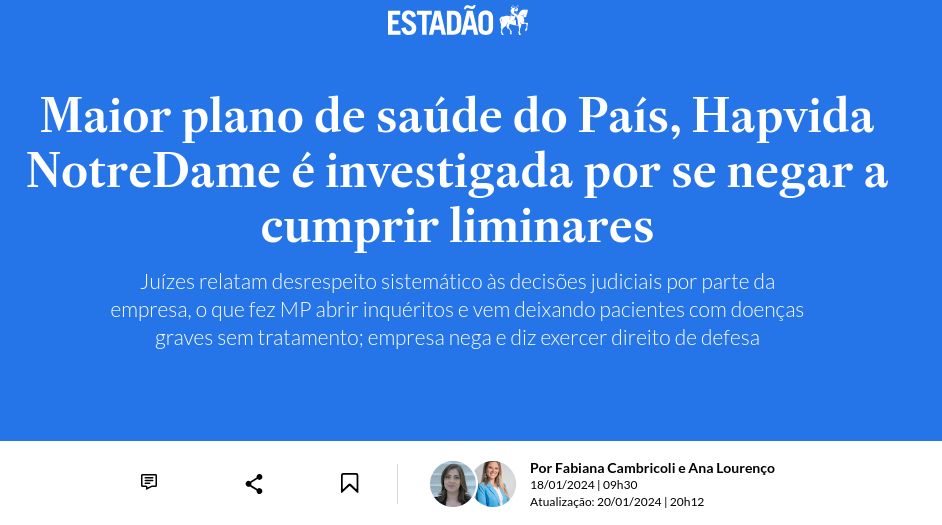 ESTADÃO
Maior plano de saúde do País, Hapvida
NotreDame é investigada por se negar a
cumprir liminares
Juízes relatam desrespeito sistemático às decisões judiciais por parte da
empresa, o que fez MP abrir inquéritos e vem deixando pacientes com doenças
graves sem tratamento; empresa nega e diz exercer direito de defesa
Por Fabiana Cambricoli e Ana Lourenço
18/01/2024 | 09h30
Atualização: 20/01/2024 | 20h12